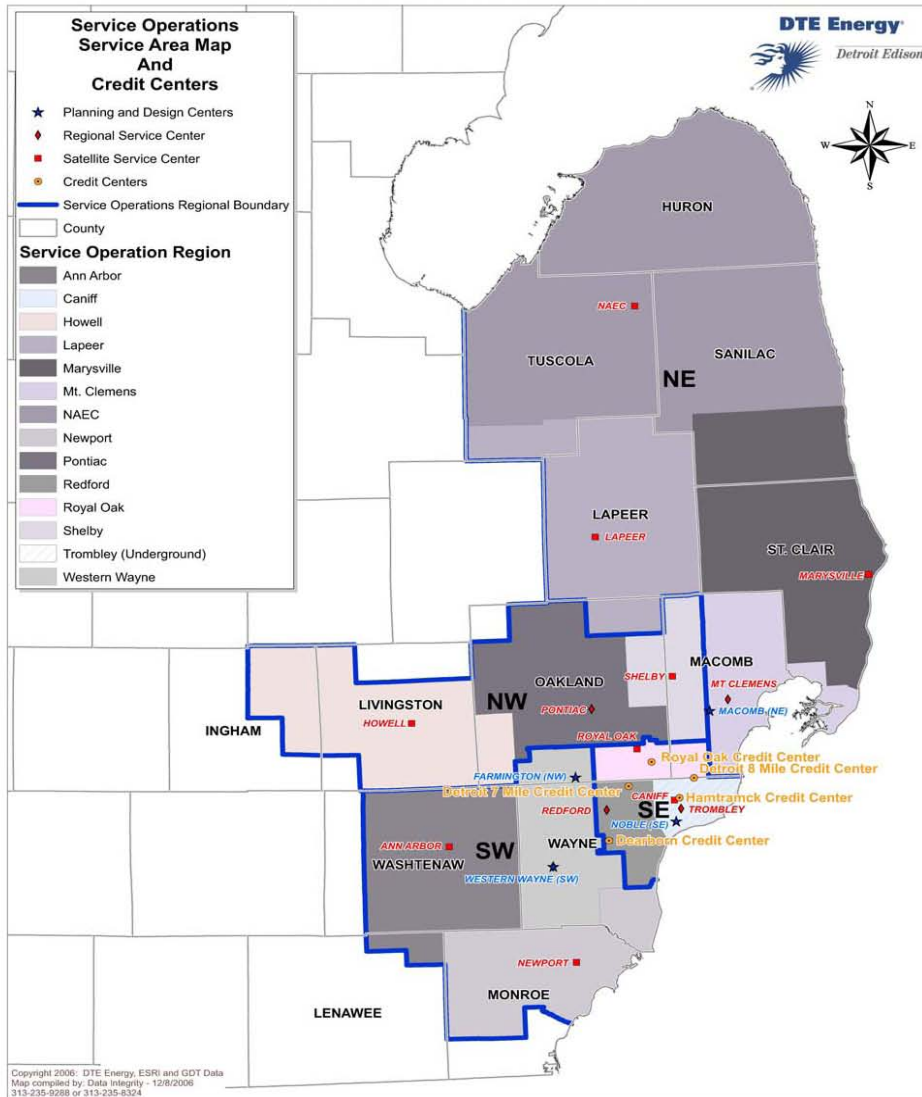 Service Operations
Service Area Map
And
Credit Centers
Planning and Design Centers
Regional Service Center
Satellite Service Center
Credit Centers
Service Operations Regional Boundary
County
Service Operation Region
Ann Arbor
Caniff
Howell
Lapeer
Marysville
Mt. Clemens
NAEC
Newport
Pontiac
Redford
Royal Oak
Shelby
Trombley (Underground)
Western Wayne
DTE Energy®
Detroit Edison
N
W
E
S
HURON
NAEC
TUSCOLA
SANILAC
NE
LAPEER
LAPEER
ST. CLAIR
MARYSVILLE
MACOMB
OAKLAND
SHELBY
MT CLEMENS
LIVINGSTON
NW
PONTIAC
MACOMB (NE)
INGHAM
HOWELL
ROYAL OAK
Royal Oak Credit Center
FARMINGTON (NW)
Detroit 8 Mile Credit Center
Detroit 7 Mile Credit Center
CANIFF
Hamtramck Credit Center
REDFORD
SE
TROMBLEY
NOBLE (SE)
WAYNE
Dearborn Credit Center
ANN ARBOR
SW
WASHTENAW
WESTERN WAYNE (SW)
NEWPORT
MONROE
LENAWEE
Copyright 2006: DTE Energy, ESRI and GDT Data
Map compiled by: Data Integrity - 12/8/2006
313-235-9288 or 313-235-8324